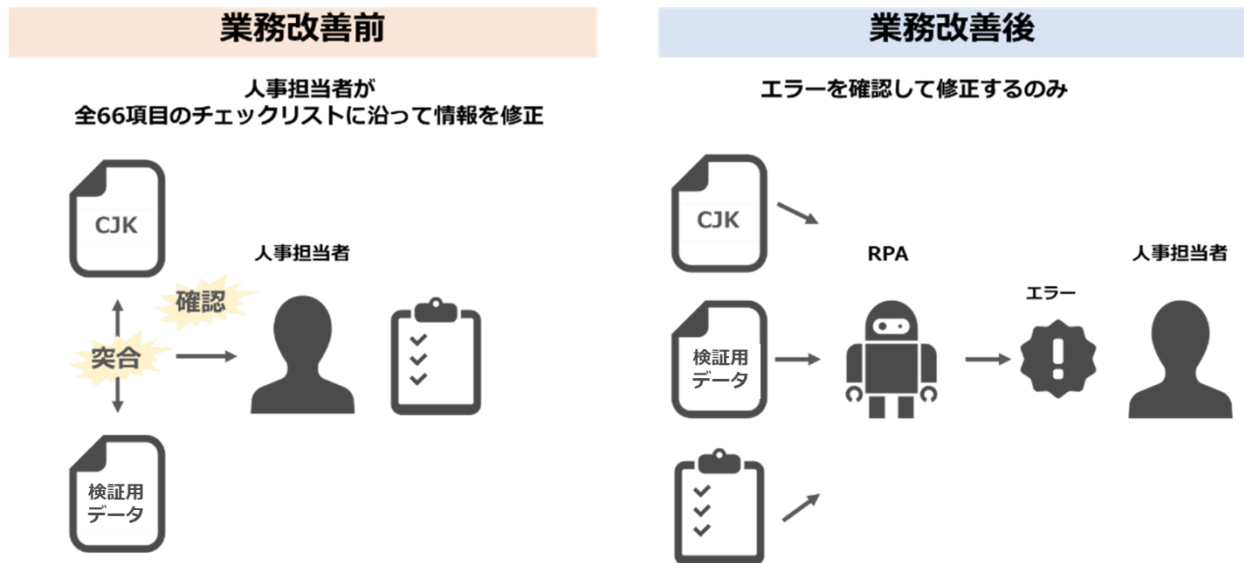 業務改善前
人事担当者が
全66項目のチェックリストに沿って情報を修正
CJK
人事担当者
確認
突合
検証用
データ
業務改善後
エラーを確認して修正するのみ
CJK
RPA
人事担当者
エラー
検証用
データ